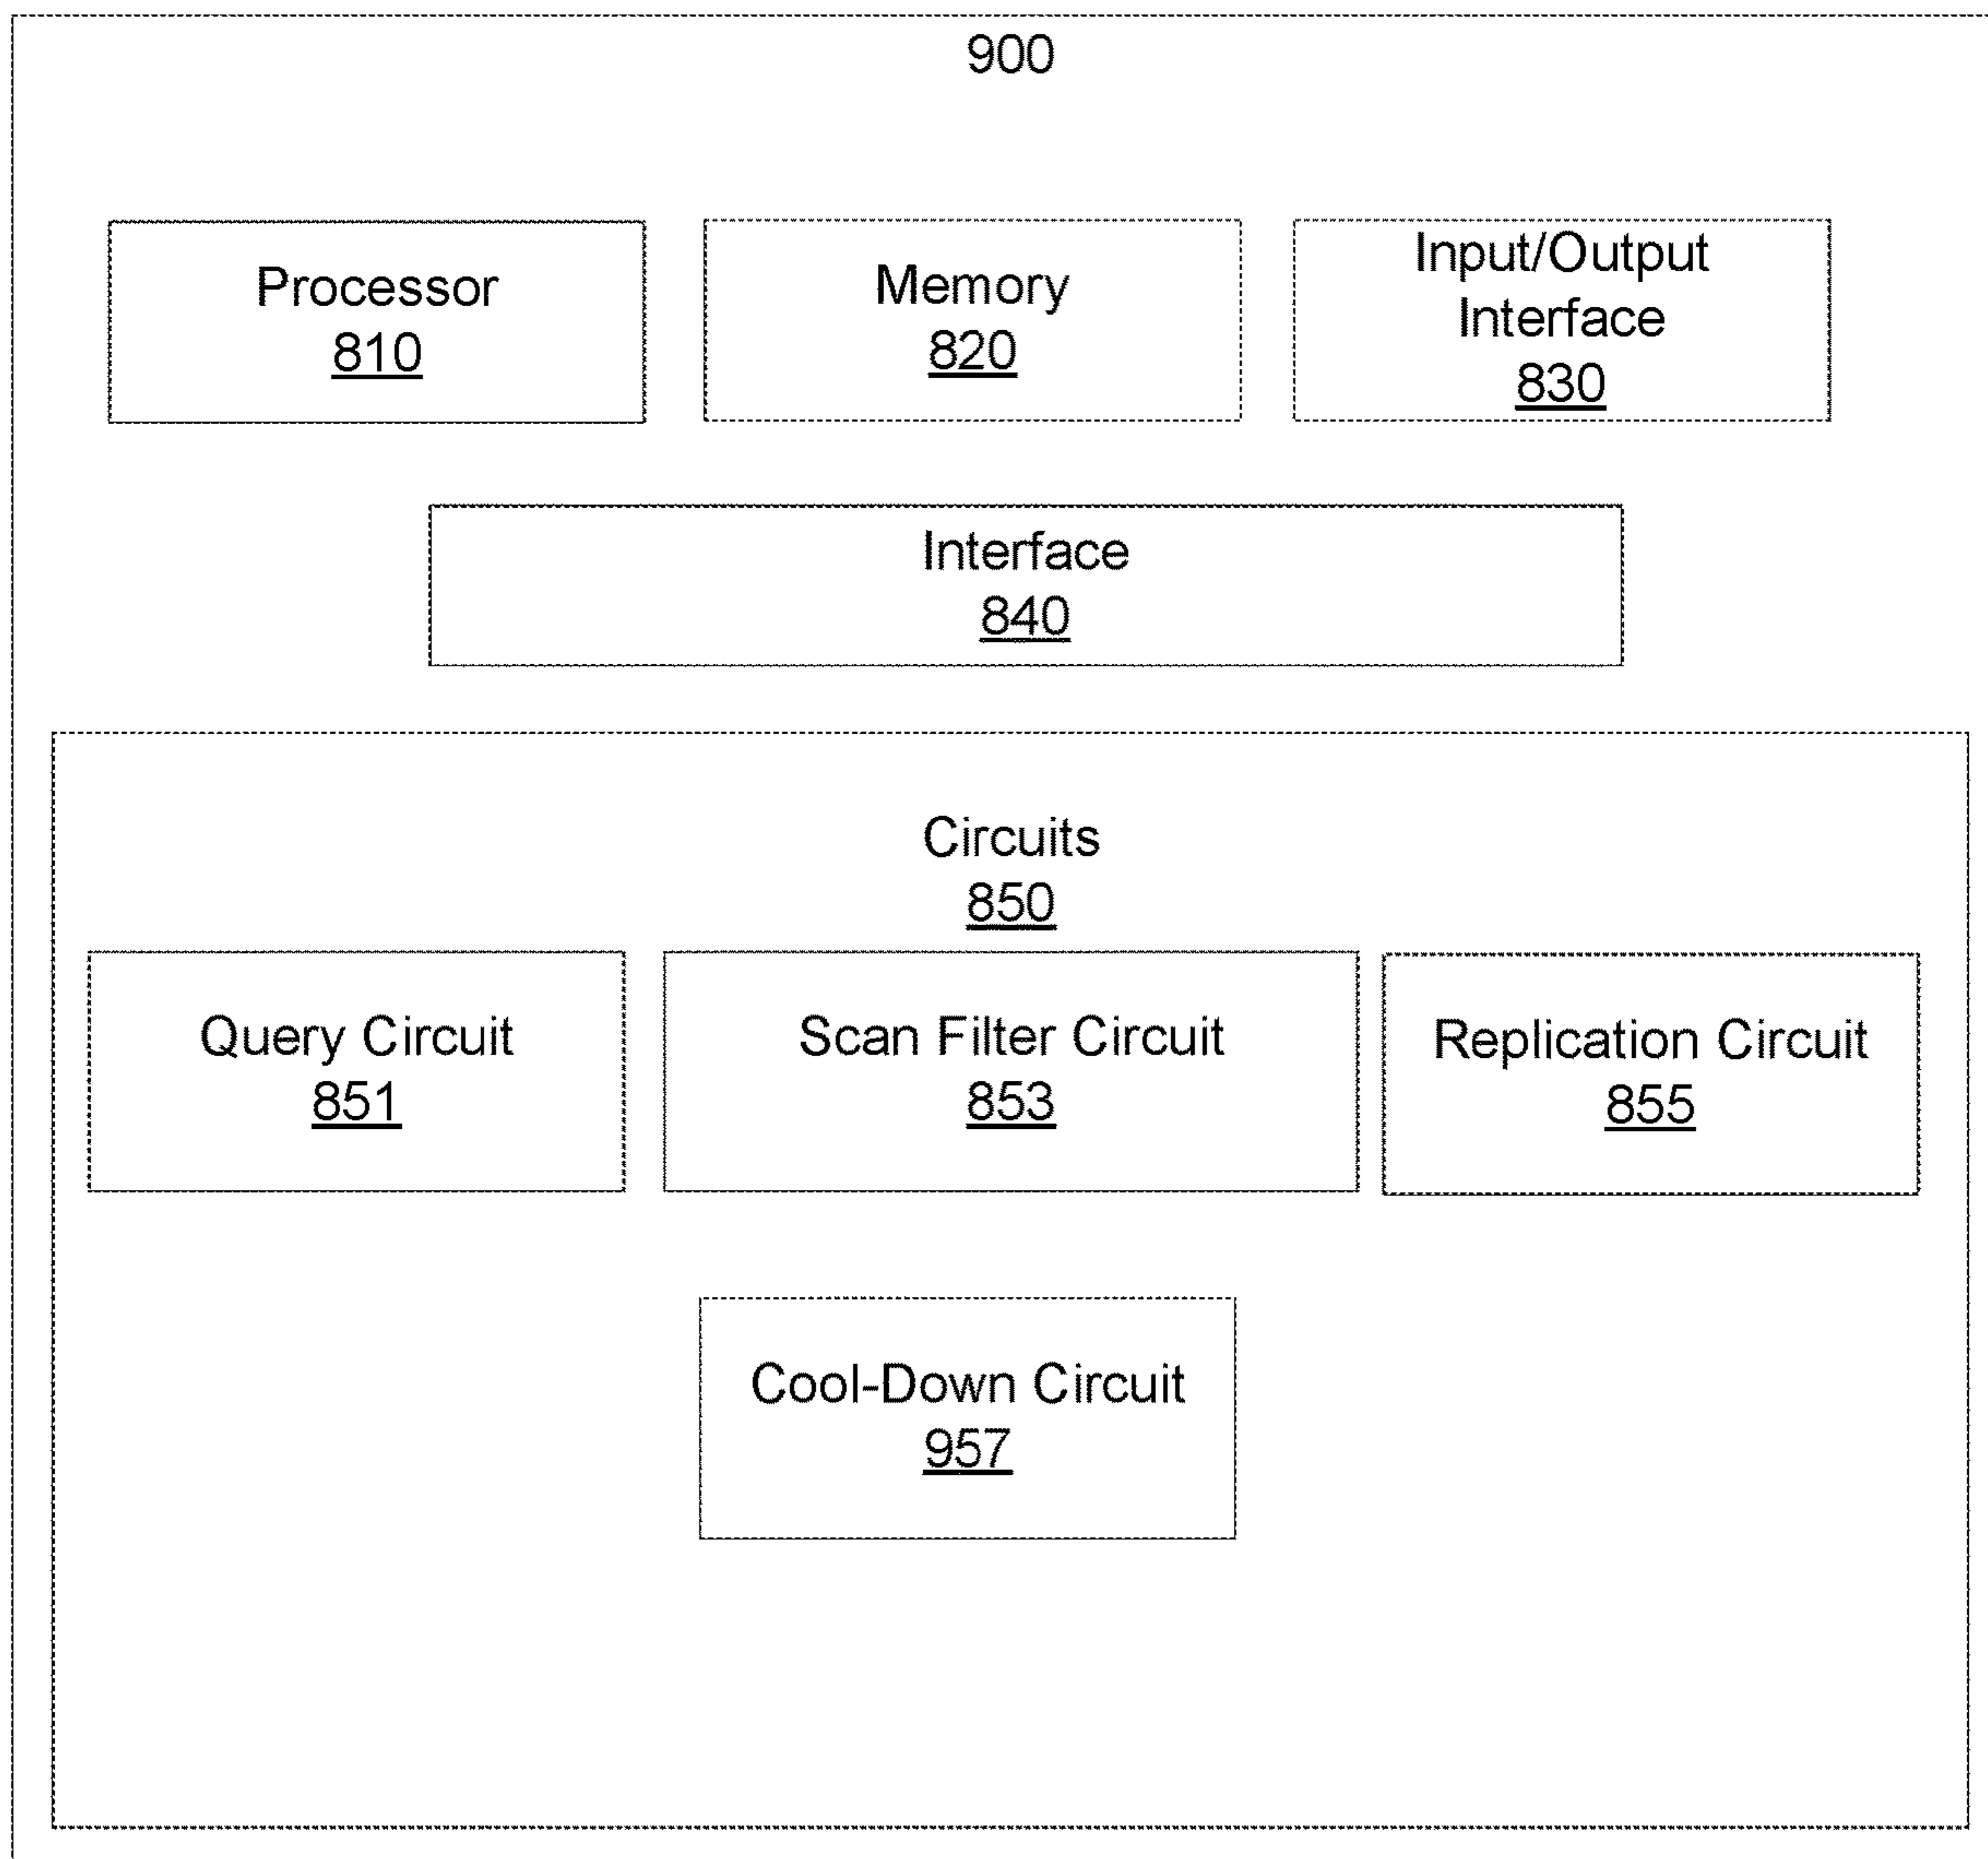 900
Processor
810
Memory
820
Input/Output
Interface
830
Interface
840
Circuits
850
Query Circuit
851
Scan Filter Circuit
853
Replication Circuit
855
Cool-Down Circuit
957